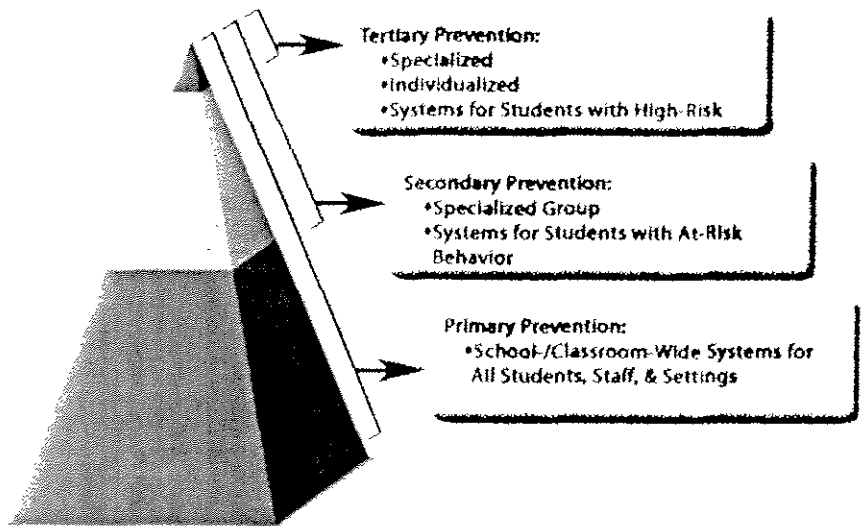 Tertiary Prevention:
•Specialized
•Individualized
•Systems for Students with High-Risk
Secondary Prevention:
•Specialized Group
•Systems for Students with At-Risk
Behavior
Primary Prevention:
•School-/Classroom-Wide Systems for
All Students, Staff, & Settings